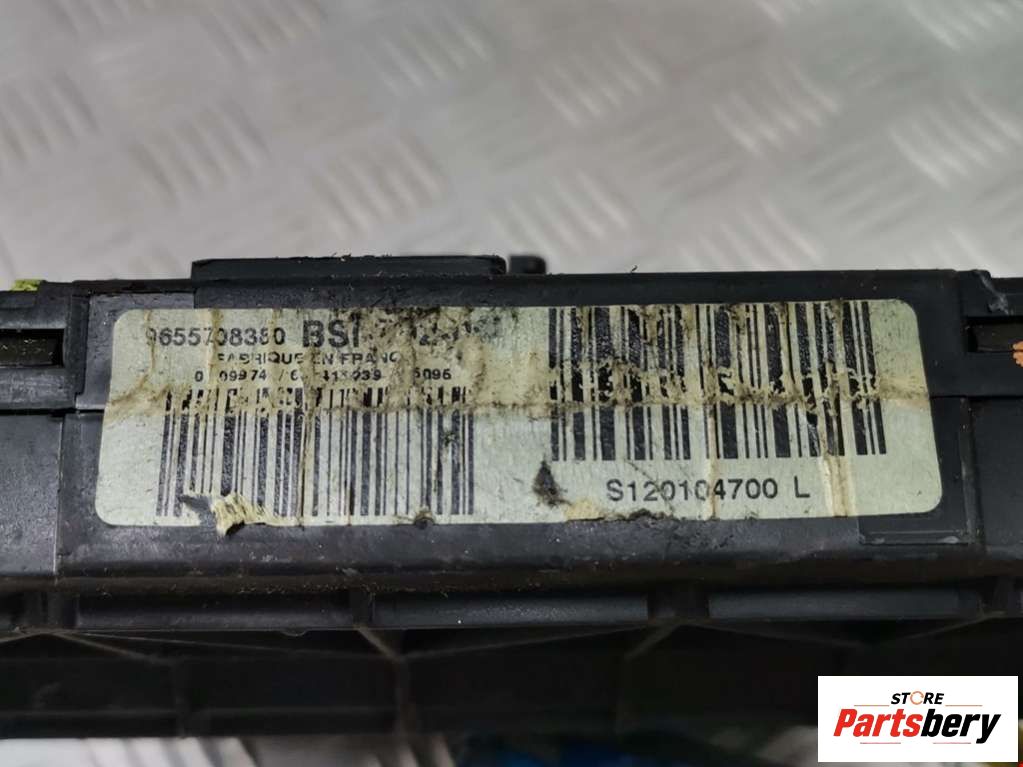 9655708380 BSI
FABRIQUE EN FRANC
S120104700 L
STORE
Partsbery